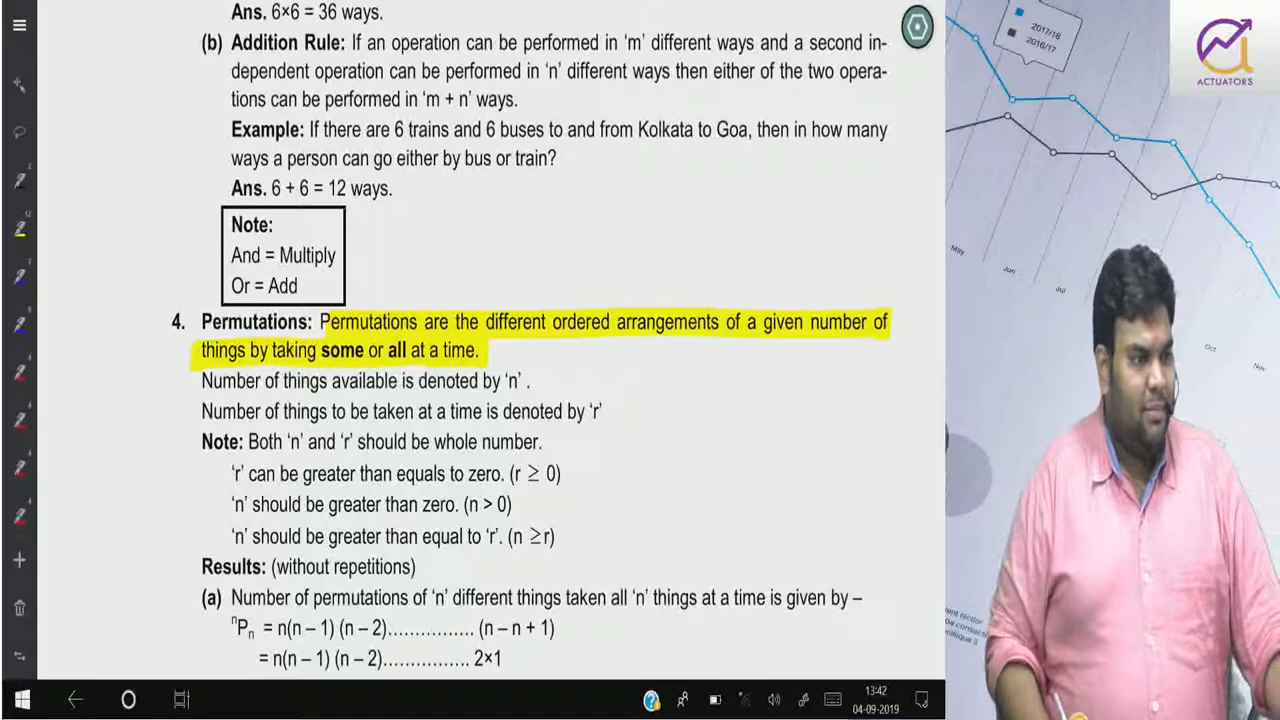 Ans. 6×6 = 36 ways.
(b) Addition Rule: If an operation can be performed in ‘m’ different ways and a second in-
dependent operation can be performed in ‘n’ different ways then either of the two opera-
tions can be performed in ‘m + n’ ways.
Example: If there are 6 trains and 6 buses to and from Kolkata to Goa, then in how many
ways a person can go either by bus or train?
Ans. 6 + 6 = 12 ways.
Note:
And = Multiply
Or = Add
4. Permutations: Permutations are the different ordered arrangements of a given number of
things by taking some or all at a time.
Number of things available is denoted by ‘n’ .
Number of things to be taken at a time is denoted by ‘r’
Note: Both ‘n’ and ‘r’ should be whole number.
‘r’ can be greater than equals to zero. (r ≥ 0)
‘n’ should be greater than zero. (n > 0)
‘n’ should be greater than equal to ‘r’. (n ≥r)
Results: (without repetitions)
(a) Number of permutations of ‘n’ different things taken all ‘n’ things at a time is given by –
ⁿPₙ = n(n – 1) (n – 2)................ (n – n + 1)
= n(n – 1) (n – 2)................ 2×1
13:42
04-09-2019
2017/18
2016/17
ACTUATORS
May
Jun
Jul
Oct
Nov